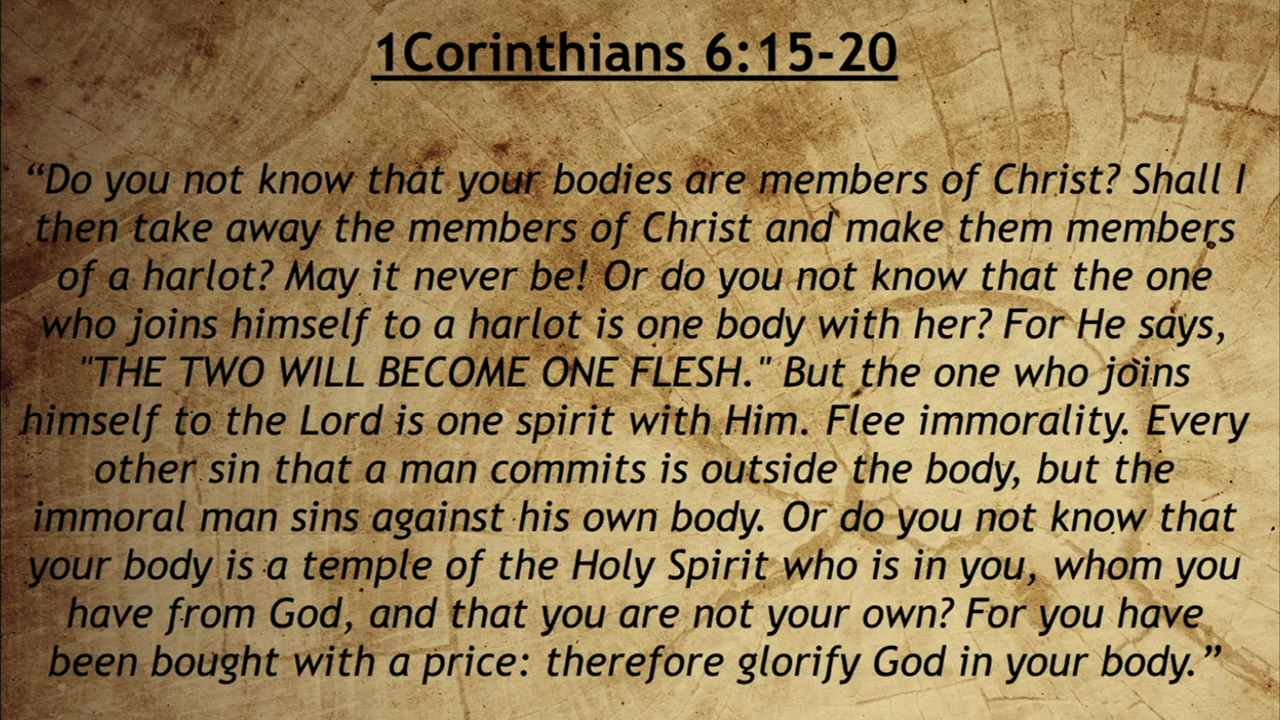 1Corinthians 6:15-20
“Do you not know that your bodies are members of Christ? Shall I
then take away the members of Christ and make them members
of a harlot? May it never be! Or do you not know that the one
who joins himself to a harlot is one body with her? For He says,
"THE TWO WILL BECOME ONE FLESH." But the one who joins
himself to the Lord is one spirit with Him. Flee immorality. Every
other sin that a man commits is outside the body, but the
immoral man sins against his own body. Or do you not know that
your body is a temple of the Holy Spirit who is in you, whom you
have from God, and that you are not your own? For you have
been bought with a price: therefore glorify God in your body.”